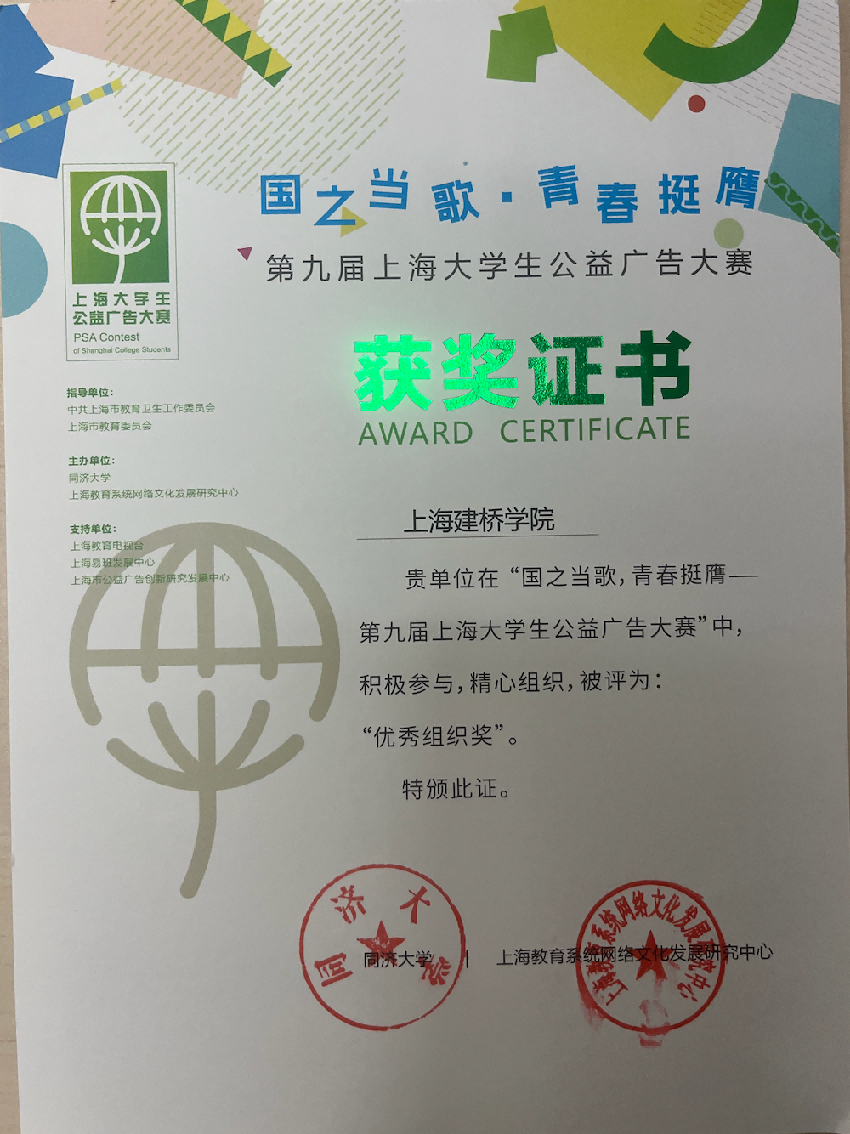 国之当歌·青春挺膺
第九届上海大学生公益广告大赛
上海大学生
公益广告大赛
PSA Contest
of Shanghai College Students
获奖证书
AWARD CERTIFICATE
指导单位：
中共上海市教育卫生工作委员会
上海市教育委员会
主办单位：
同济大学
上海教育系统网络文化发展研究中心
支持单位：
上海教育电视台
上海易班发展中心
上海市公益广告创新研究发展中心
上海建桥学院
贵单位在“国之当歌，青春挺膺——
第九届上海大学生公益广告大赛”中，
积极参与，精心组织，被评为：
“优秀组织奖”。
特颁此证。
同济大学
同济大学 | 上海教育系统网络文化发展研究中心
上海教育系统网络文化发展研究中心